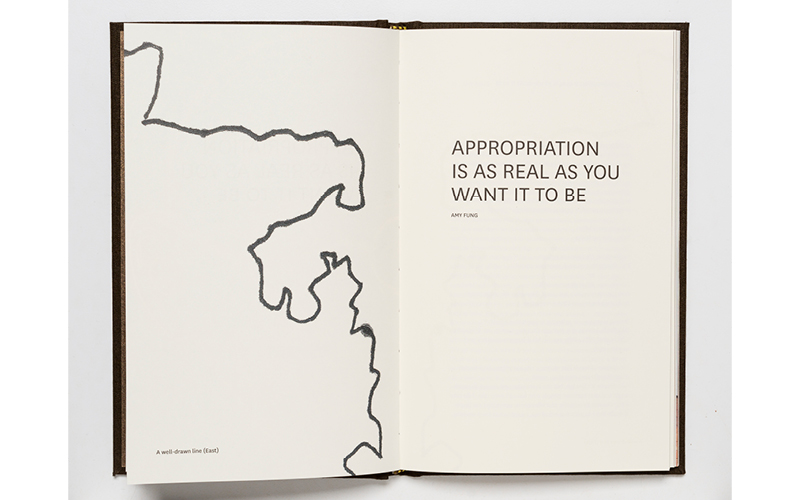 A well-drawn line (East)
APPROPRIATION
IS AS REAL AS YOU
WANT IT TO BE
AMY FUNG